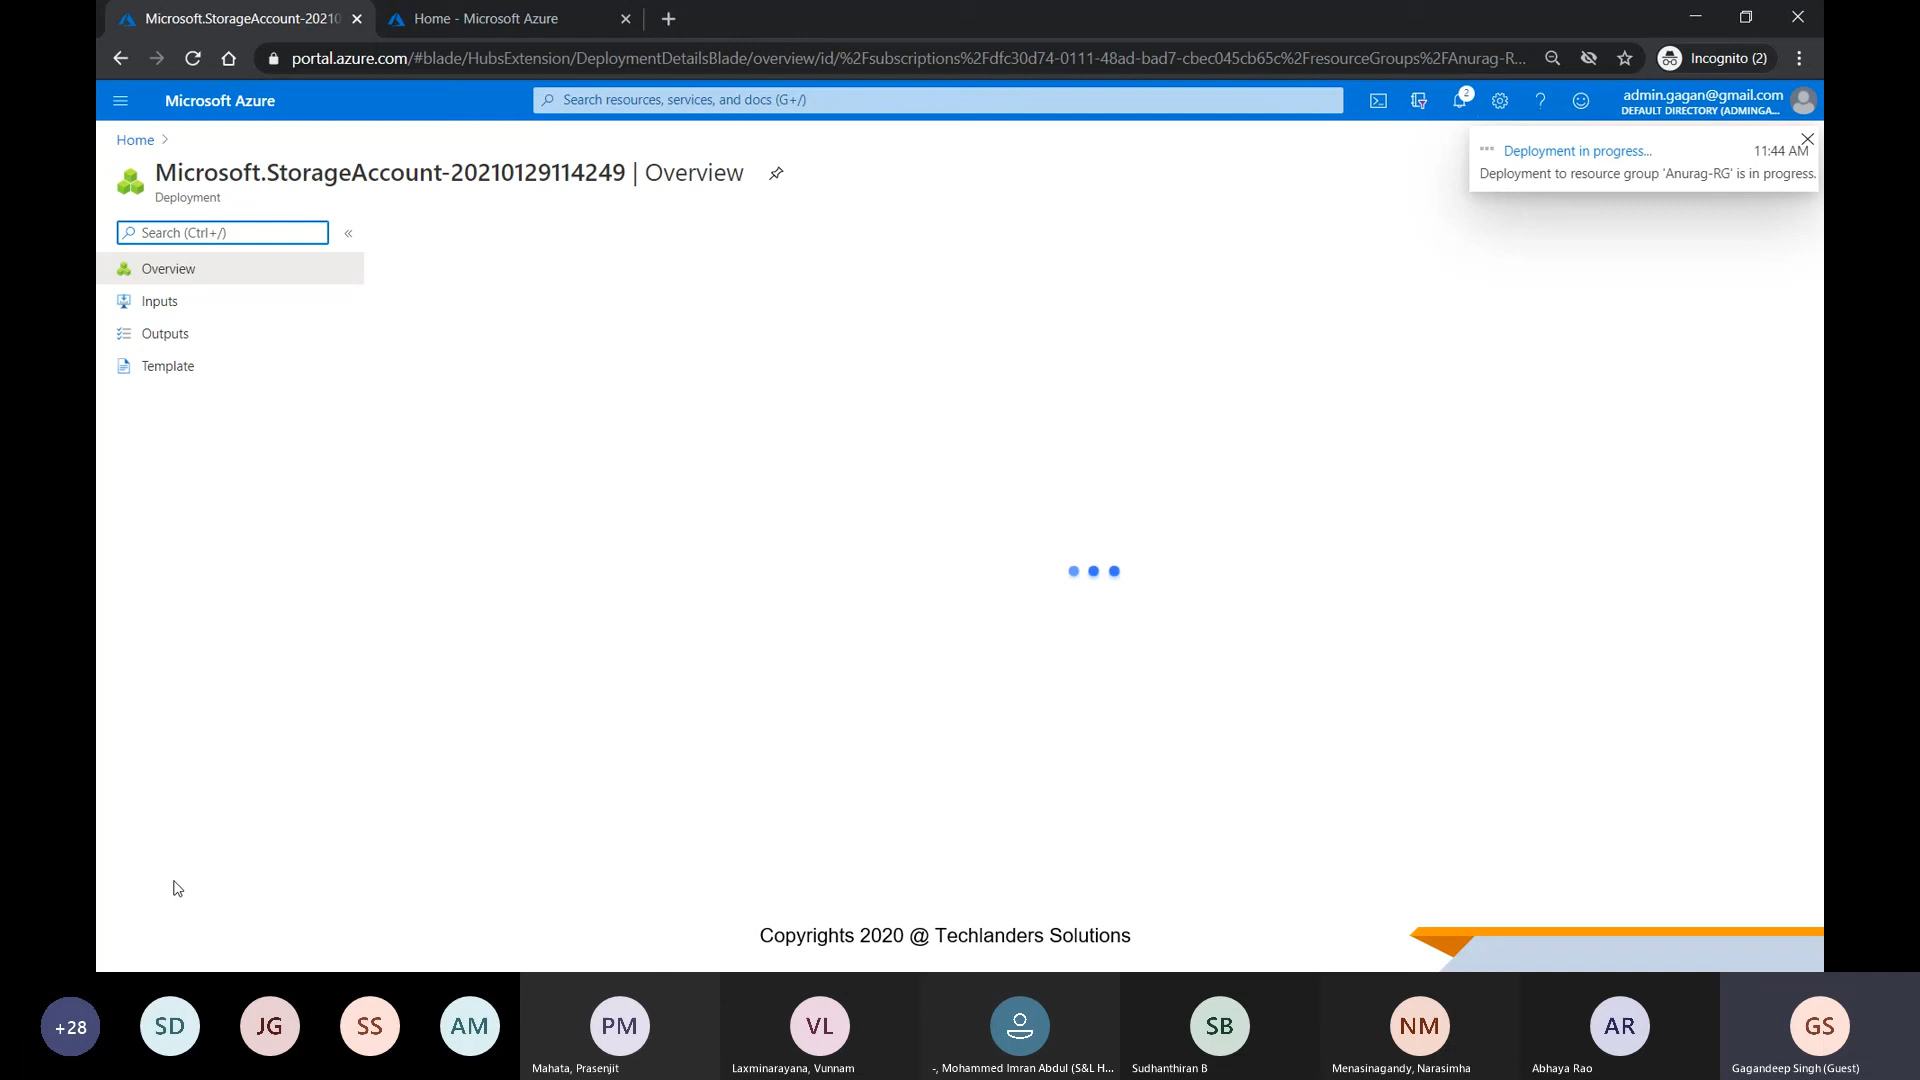 Microsoft.StorageAccount-20210
Home - Microsoft Azure
portal.azure.com/#blade/HubsExtension/DeploymentDetailsBlade/overview/id/%2Fsubscriptions%2Fdfc30d74-0111-48ad-bad7-cbec045cb65c%2FresourceGroups%2FAnurag-R...
Incognito (2)
Microsoft Azure
Search resources, services, and docs (G+/)
2
admin.gagan@gmail.com
DEFAULT DIRECTORY (ADMINGA...
Home
Deployment in progress...
11:44 AM
Deployment to resource group 'Anurag-RG' is in progress.
Microsoft.StorageAccount-20210129114249 | Overview
Deployment
Search (Ctrl+/)
Overview
Inputs
Outputs
Template
Copyrights 2020 @ Techlanders Solutions
+28
SD
JG
SS
AM
PM
VL
SB
NM
AR
GS
Mahata, Prasenjit
Laxminarayana, Vunnam
-, Mohammed Imran Abdul (S&L H...
Sudhanthiran B
Menasinagandy, Narasimha
Abhaya Rao
Gagandeep Singh (Guest)